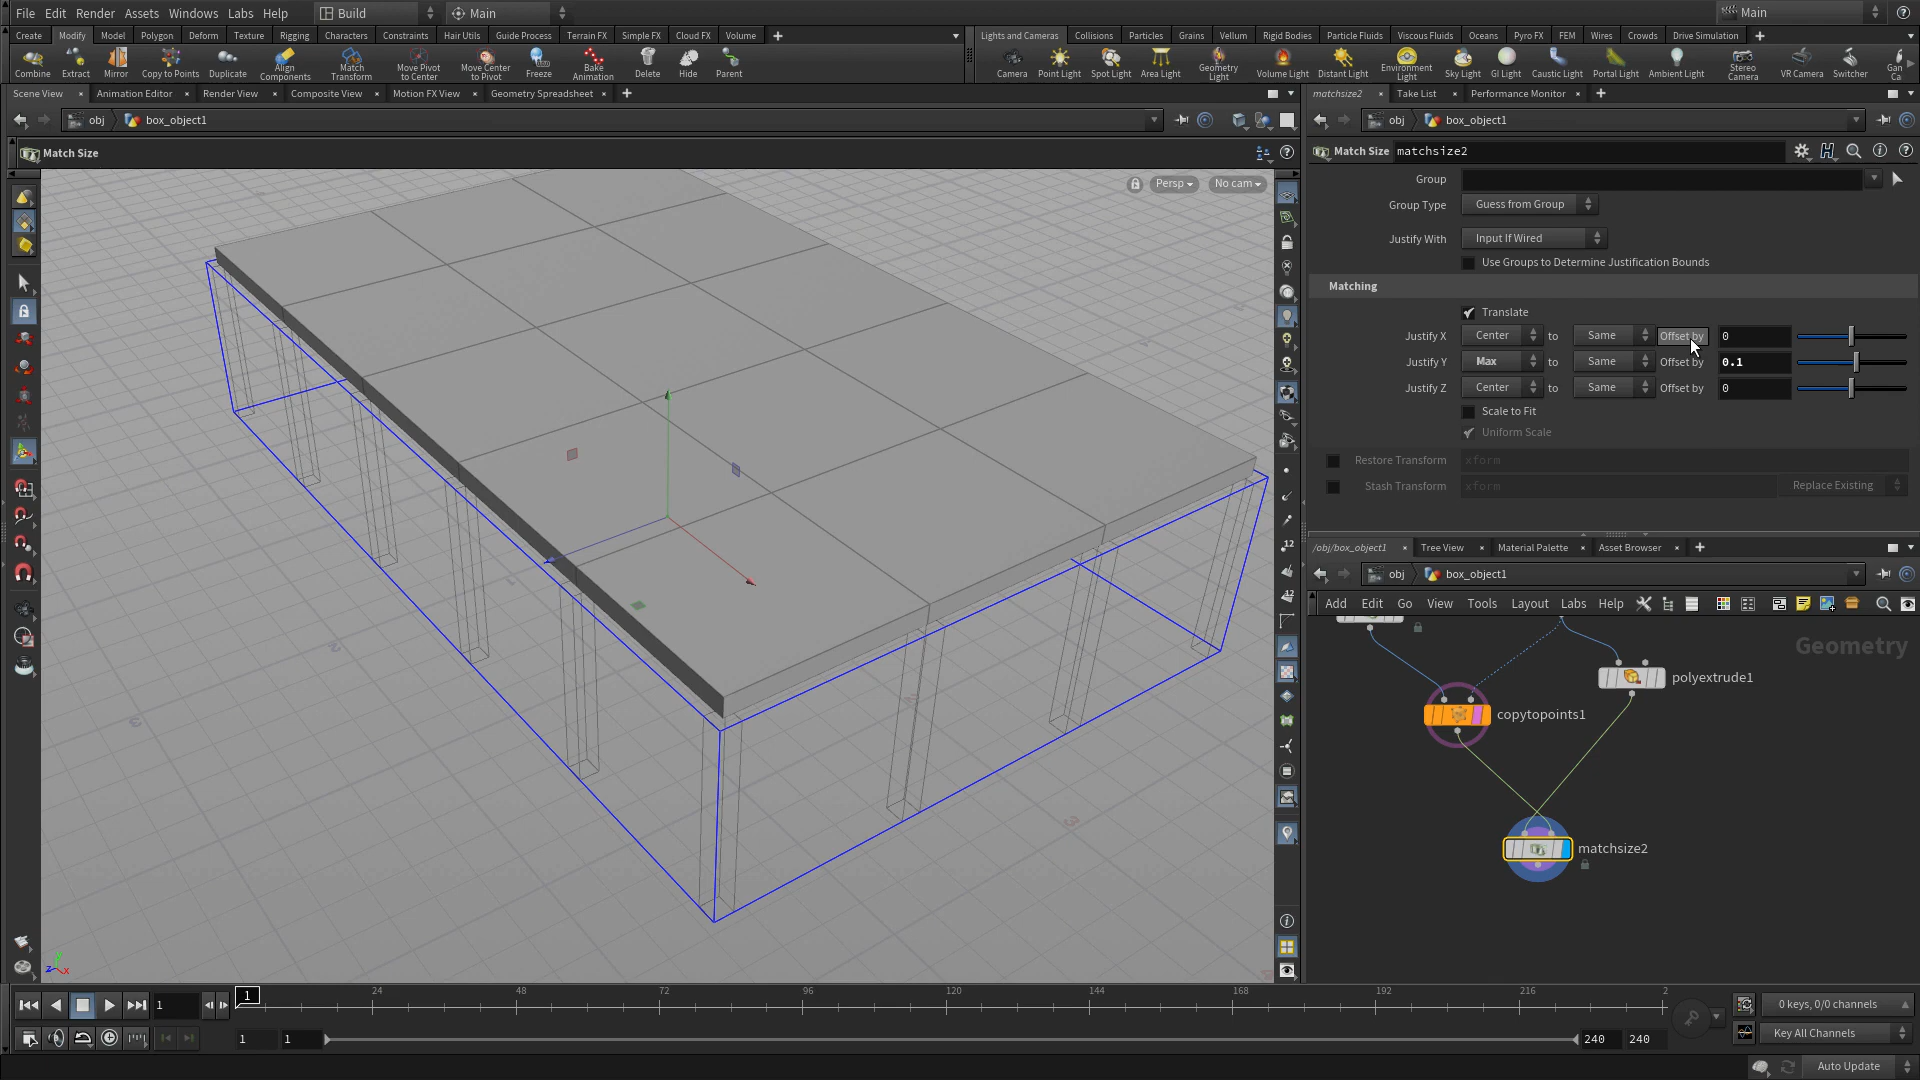 File Edit Render Assets Windows Labs Help Build Main Main
Create Modify Model Polygon Deform Texture Rigging Characters Constraints Hair Utils Guide Process Terrain FX Simple FX Cloud FX Volume
Lights and Cameras Collisions Particles Grains Vellum Rigid Bodies Particle Fluids Viscous Fluids Oceans Pyro FX FEM Wires Crowds Drive Simulation
Combine Extract Mirror Copy to Points Duplicate Align Components Match Transform Move Pivot to Center Move Center to Pivot Freeze Bake Animation Delete Hide Parent
Camera Point Light Spot Light Area Light Geometry Light Volume Light Distant Light Environment Light Sky Light GI Light Caustic Light Portal Light Ambient Light Stereo Camera VR Camera Switcher Gan Ca
Scene View Animation Editor Render View Composite View Motion FX View Geometry Spreadsheet
matchsize2 Take List Performance Monitor
obj box_object1
obj box_object1
Match Size
Match Size matchsize2
Persp No cam
Group
Group Type Guess from Group
Justify With Input If Wired
Use Groups to Determine Justification Bounds
Matching
Translate
Justify X Center to Same Offset by 0
Justify Y Max to Same Offset by 0.1
Justify Z Center to Same Offset by 0
Scale to Fit
Uniform Scale
Restore Transform xform
Stash Transform xform Replace Existing
/obj/box_object1 Tree View Material Palette Asset Browser
obj box_object1
Add Edit Go View Tools Layout Labs Help
Geometry
polyextrude1
copytopoints1
matchsize2
12
12
z y x
1 1 24 48 72 96 120 144 168 192 216 2
0 keys, 0/0 channels
1 1 240 240
Key All Channels
Auto Update